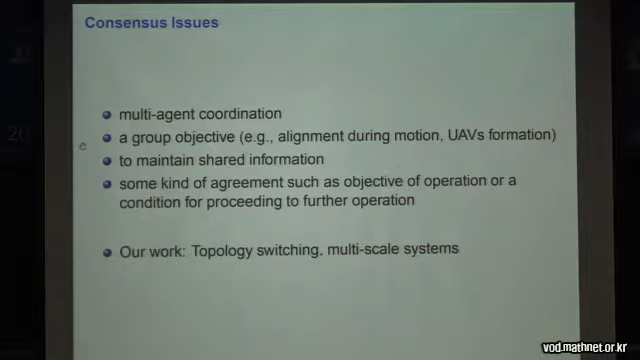 Consensus Issues
multi-agent coordination
a group objective (e.g., alignment during motion, UAVs formation)
to maintain shared information
some kind of agreement such as objective of operation or a
condition for proceeding to further operation
Our work: Topology switching, multi-scale systems
vod.mathnet.or.kr